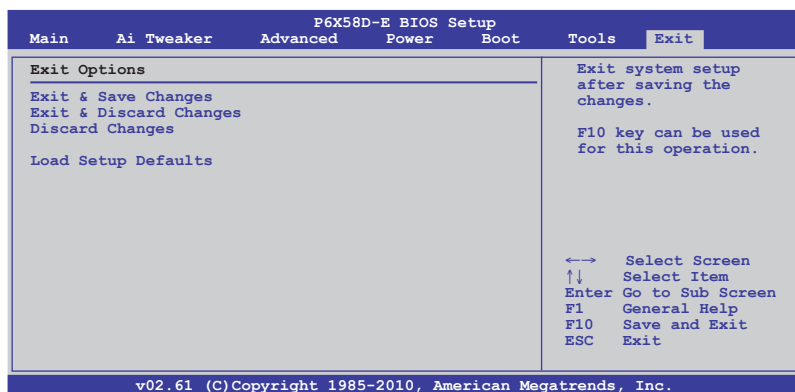 P6X58D-E BIOS Setup
Main Ai Tweaker Advanced Power Boot Tools Exit
Exit Options
Exit & Save Changes
Exit & Discard Changes
Discard Changes
Load Setup Defaults
Exit system setup
after saving the
changes.
F10 key can be used
for this operation.
←→ Select Screen
↑↓ Select Item
Enter Go to Sub Screen
F1 General Help
F10 Save and Exit
ESC Exit
v02.61 (C)Copyright 1985-2010, American Megatrends, Inc.